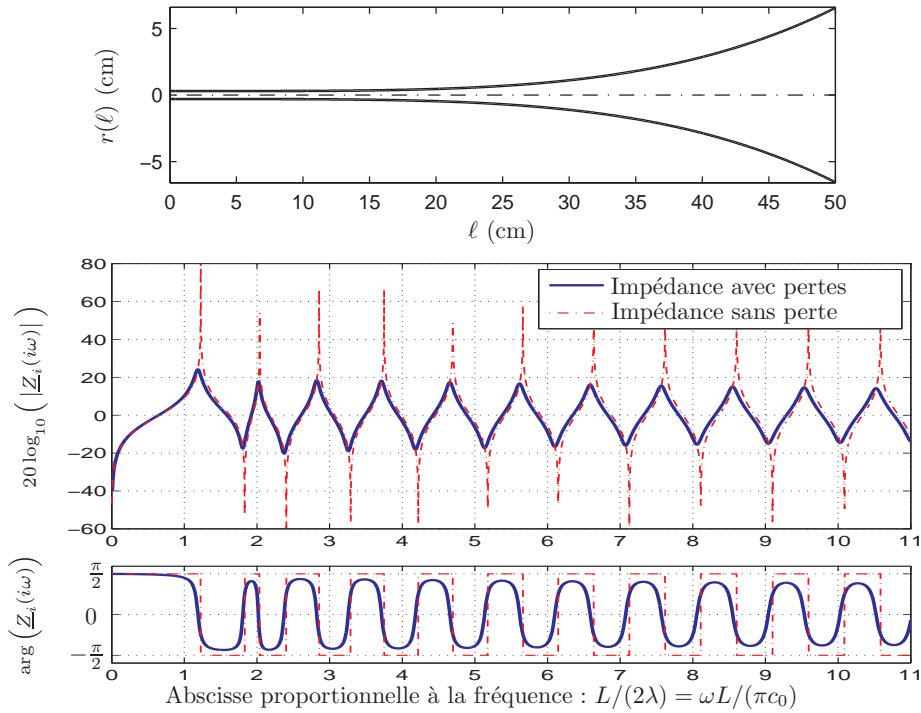 5
0
−5
r(ℓ) (cm)
0 5 10 15 20 25 30 35 40 45 50
ℓ (cm)
80
60
40
20
0
−20
−40
−60
20 log₁₀ ( |Z̲ᵢ(iω)| )
Impédance avec pertes
Impédance sans perte
0 1 2 3 4 5 6 7 8 9 10 11
π/2
0
−π/2
arg (Z̲ᵢ(iω))
0 1 2 3 4 5 6 7 8 9 10 11
Abscisse proportionnelle à la fréquence : L/(2λ) = ωL/(πc₀)